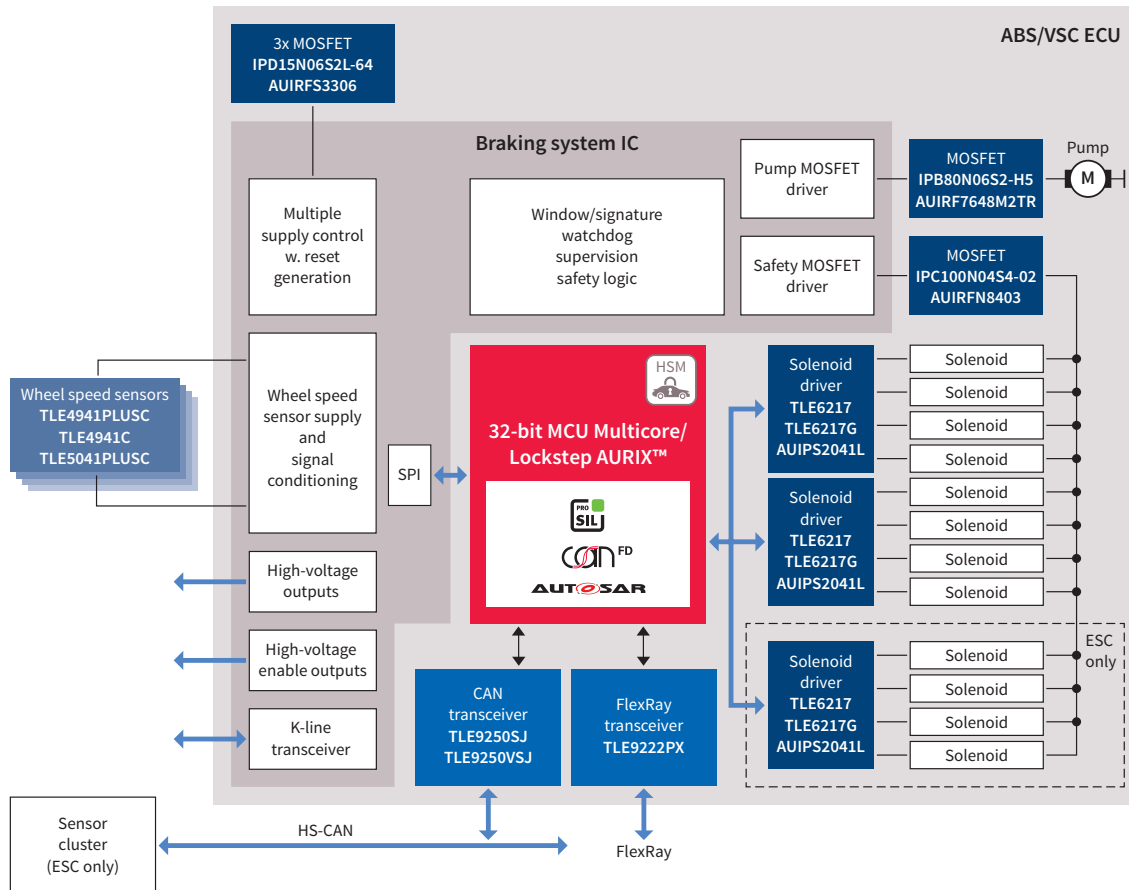 ABS/VSC ECU
3x MOSFET
IPD15N06S2L-64
AUIRFS3306
Braking system IC
Multiple
supply control
w. reset
generation
Window/signature
watchdog
supervision
safety logic
Pump MOSFET
driver
MOSFET
IPB80N06S2-H5
AUIRF7648M2TR
Pump
M
Safety MOSFET
driver
MOSFET
IPC100N04S4-02
AUIRFN8403
Wheel speed sensors
TLE4941PLUSC
TLE4941C
TLE5041PLUSC
Wheel speed
sensor supply
and
signal
conditioning
SPI
HSM
32-bit MCU Multicore/
Lockstep AURIX™
PRO
SIL
CAN FD
AUTOSAR
Solenoid
driver
TLE6217
TLE6217G
AUIPS2041L
Solenoid
Solenoid
Solenoid
Solenoid
Solenoid
driver
TLE6217
TLE6217G
AUIPS2041L
Solenoid
Solenoid
Solenoid
Solenoid
ESC
only
Solenoid
driver
TLE6217
TLE6217G
AUIPS2041L
Solenoid
Solenoid
Solenoid
Solenoid
High-voltage
outputs
High-voltage
enable outputs
K-line
transceiver
CAN
transceiver
TLE9250SJ
TLE9250VSJ
FlexRay
transceiver
TLE9222PX
Sensor
cluster
(ESC only)
HS-CAN
FlexRay